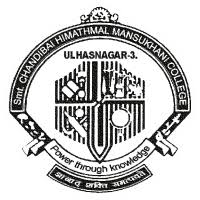 Smt. CHANDIBAI HIMATHMAL MANSUKHANI COLLEGE
ULHASNAGAR-3.
Power through knowledge